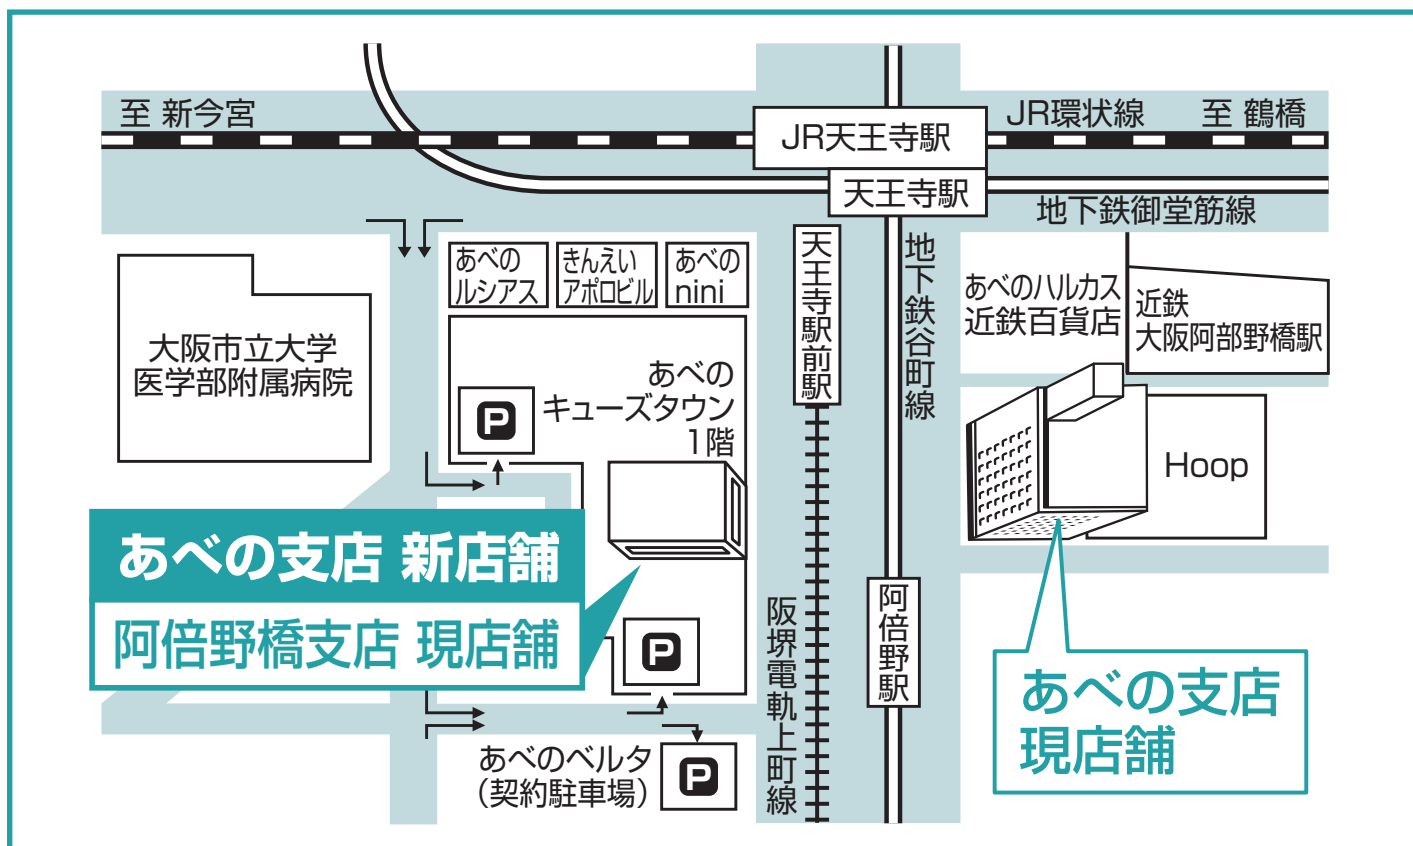 至 新今宮
JR環状線
至 鶴橋
JR天王寺駅
天王寺駅
地下鉄御堂筋線
あべの
ルシアス
きんえい
アポロビル
あべの
nini
天王寺駅前駅
地下鉄谷町線
あべのハルカス
近鉄百貨店
近鉄
大阪阿部野橋駅
大阪市立大学
医学部附属病院
あべの
キューズタウン
1階
P
Hoop
あべの支店 新店舗
阿倍野橋支店 現店舗
P
阪堺電軌上町線
阿倍野駅
あべの支店
現店舗
あべのベルタ
(契約駐車場)
P